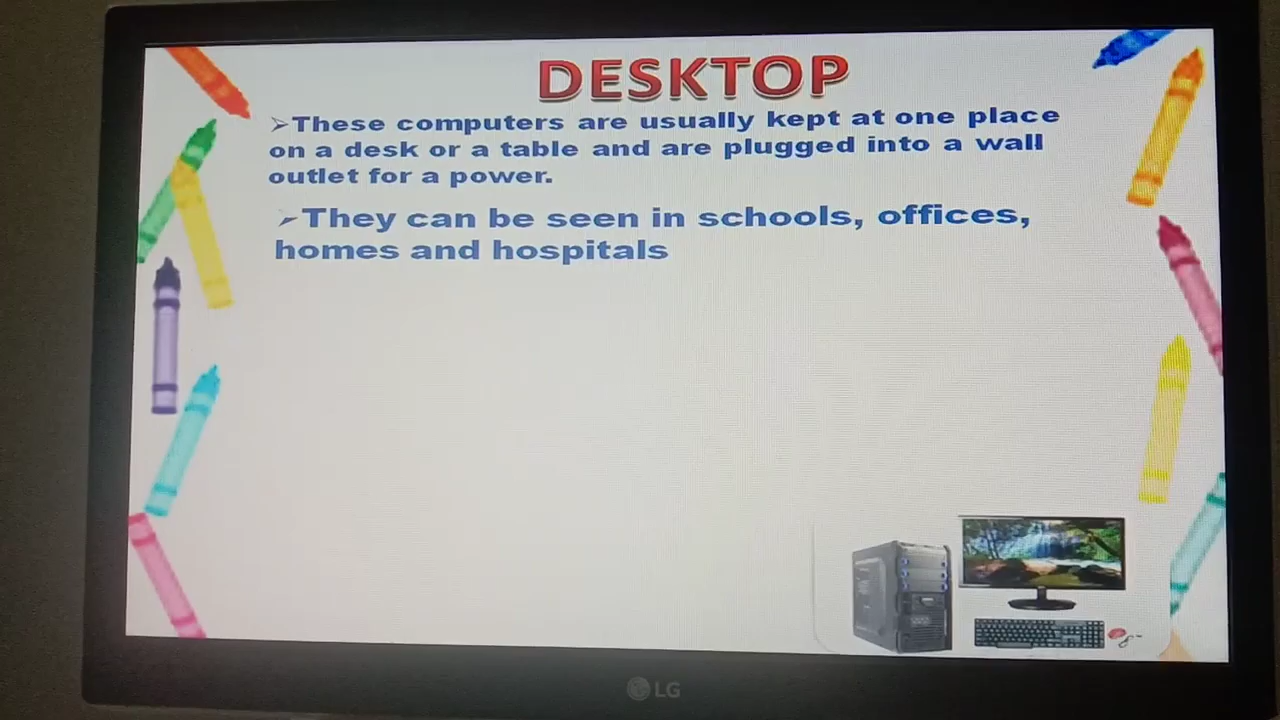 DESKTOP
➢These computers are usually kept at one place
on a desk or a table and are plugged into a wall
outlet for a power.
➢They can be seen in schools, offices,
homes and hospitals
LG